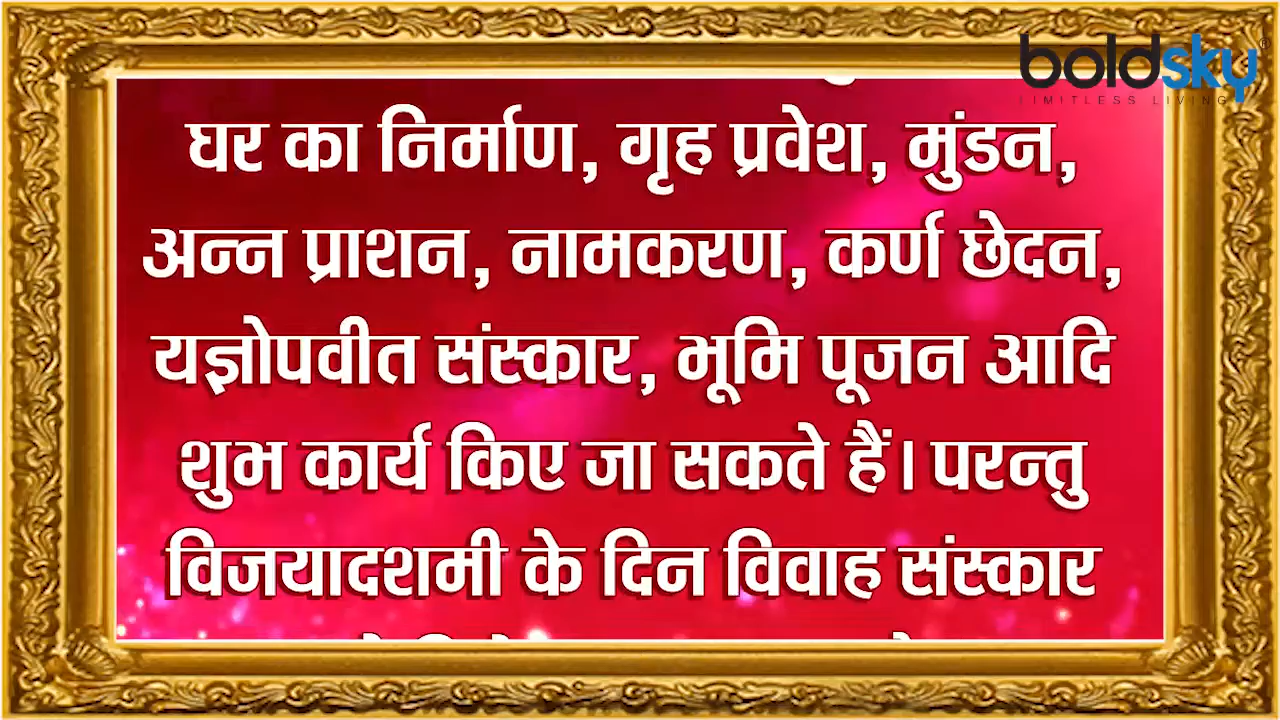 boldsky
LIMITLESS LIVING
घर का निर्माण, गृह प्रवेश, मुंडन,
अन्न प्राशन, नामकरण, कर्ण छेदन,
यज्ञोपवीत संस्कार, भूमि पूजन आदि
शुभ कार्य किए जा सकते हैं। परन्तु
विजयादशमी के दिन विवाह संस्कार